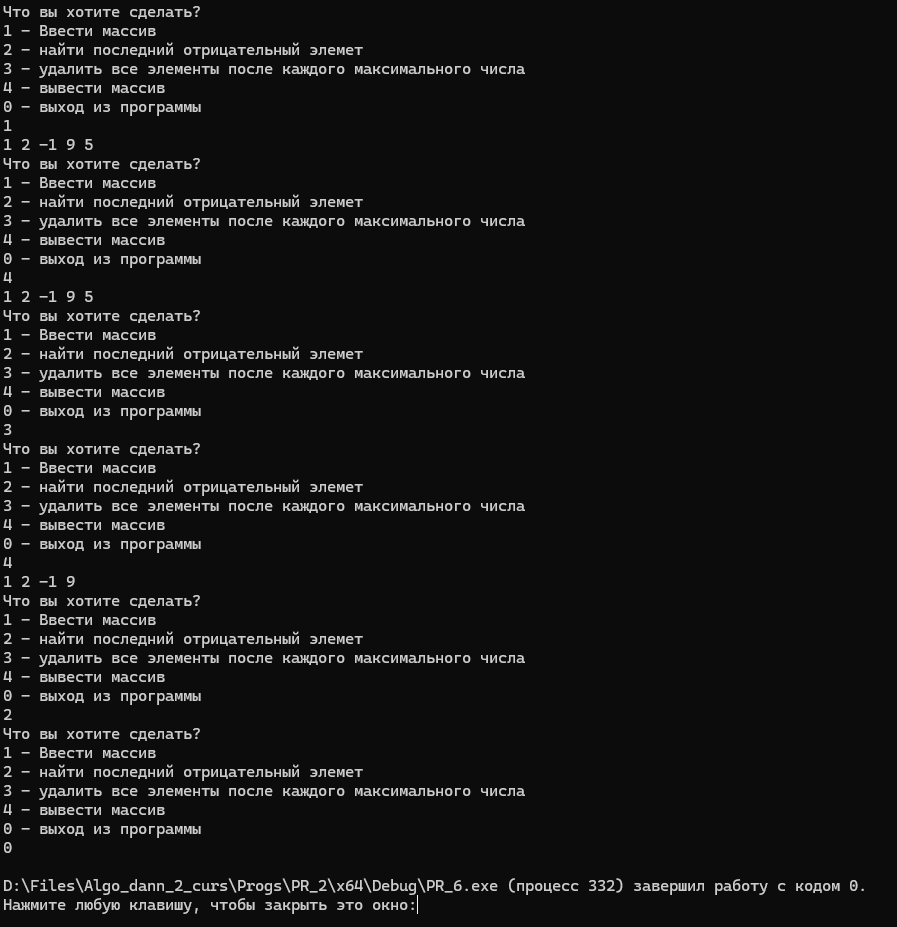 Что вы хотите сделать?
1 - Ввести массив
2 - найти последний отрицательный элемет
3 - удалить все элементы после каждого максимального числа
4 - вывести массив
0 - выход из программы
1
1 2 -1 9 5
Что вы хотите сделать?
1 - Ввести массив
2 - найти последний отрицательный элемет
3 - удалить все элементы после каждого максимального числа
4 - вывести массив
0 - выход из программы
4
1 2 -1 9 5
Что вы хотите сделать?
1 - Ввести массив
2 - найти последний отрицательный элемет
3 - удалить все элементы после каждого максимального числа
4 - вывести массив
0 - выход из программы
3
Что вы хотите сделать?
1 - Ввести массив
2 - найти последний отрицательный элемет
3 - удалить все элементы после каждого максимального числа
4 - вывести массив
0 - выход из программы
4
1 2 -1 9
Что вы хотите сделать?
1 - Ввести массив
2 - найти последний отрицательный элемет
3 - удалить все элементы после каждого максимального числа
4 - вывести массив
0 - выход из программы
2
Что вы хотите сделать?
1 - Ввести массив
2 - найти последний отрицательный элемет
3 - удалить все элементы после каждого максимального числа
4 - вывести массив
0 - выход из программы
0
D:\Files\Algo_dann_2_curs\Progs\PR_2\x64\Debug\PR_6.exe (процесс 332) завершил работу с кодом 0.
Нажмите любую клавишу, чтобы закрыть это окно: